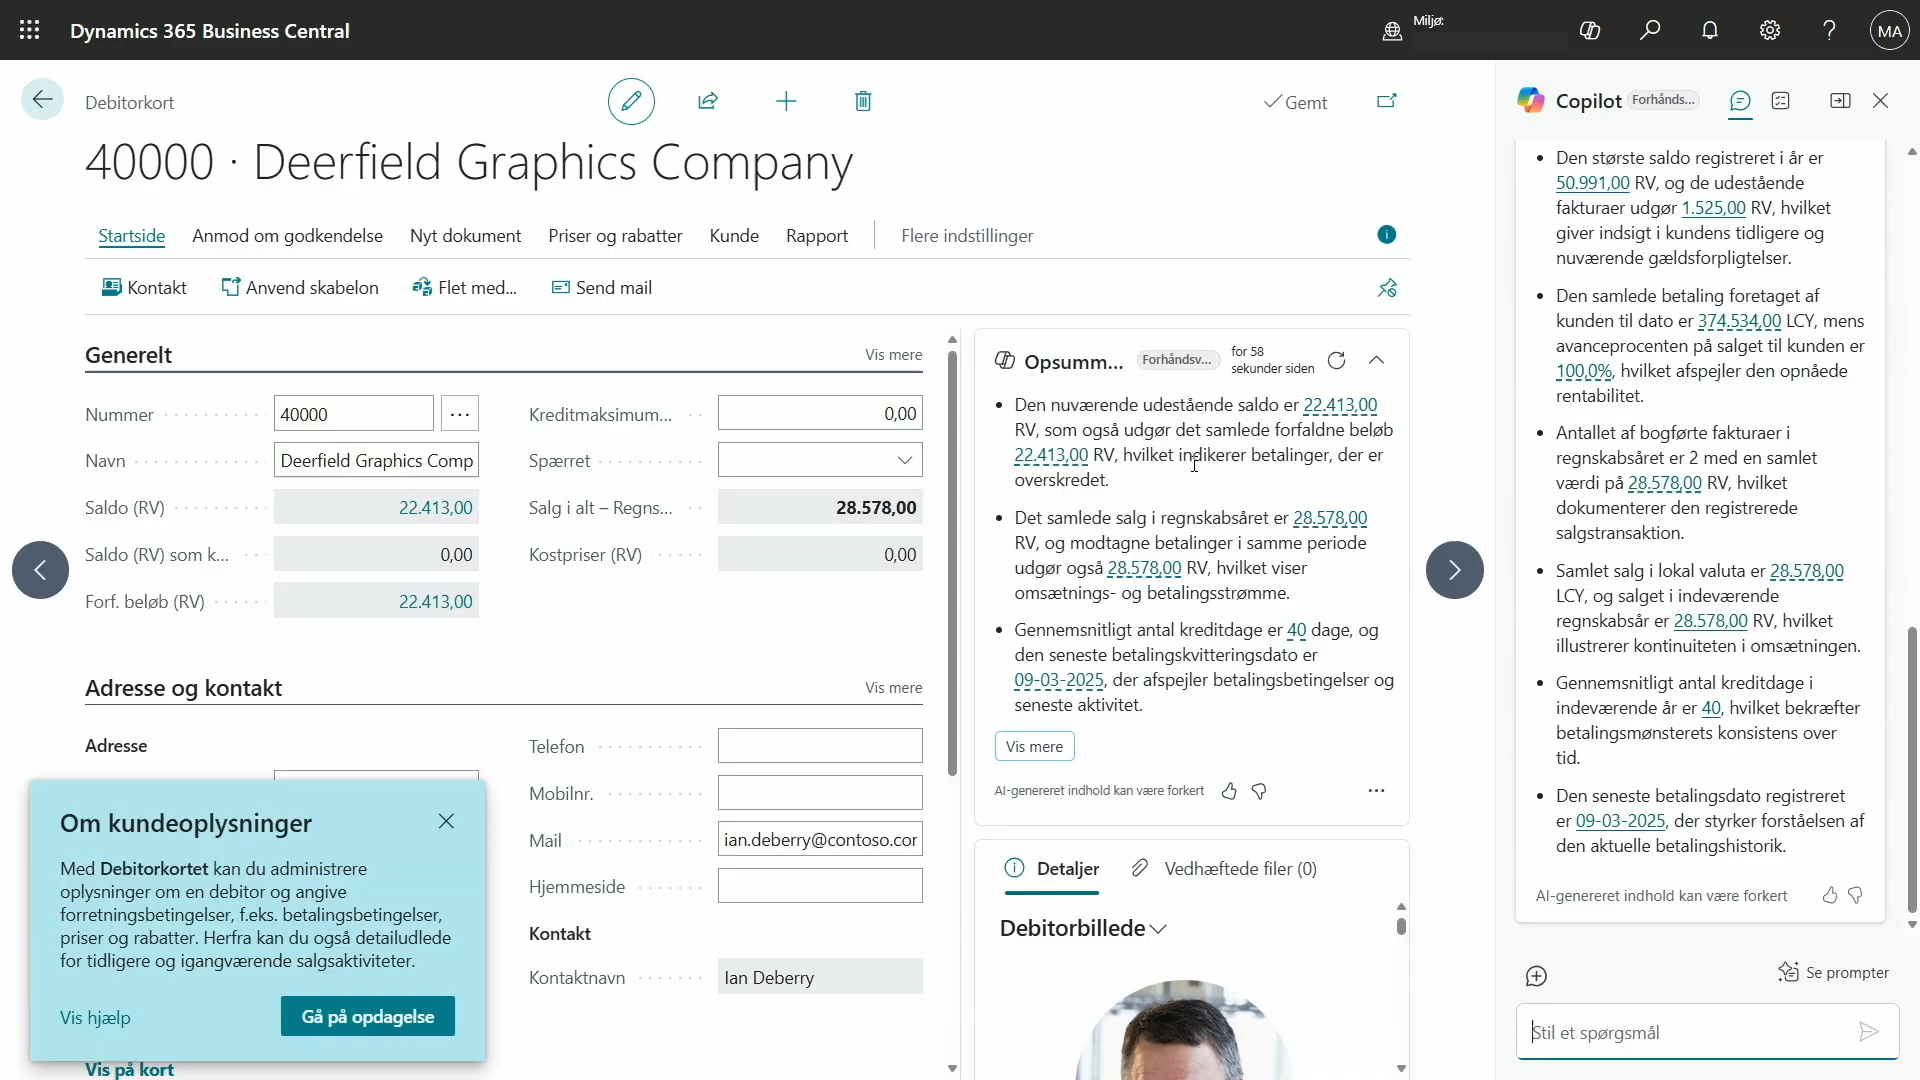 Dynamics 365 Business Central
Miljø:
MA
Debitorkort
Gemt
40000 · Deerfield Graphics Company
Startside
Anmod om godkendelse
Nyt dokument
Priser og rabatter
Kunde
Rapport
Flere indstillinger
Kontakt
Anvend skabelon
Flet med...
Send mail
Generelt
Vis mere
Nummer
40000
Navn
Deerfield Graphics Comp
Saldo (RV)
22.413,00
Saldo (RV) som k...
0,00
Forf. beløb (RV)
22.413,00
Kreditmaksimum...
0,00
Spærret
Salg i alt – Regns...
28.578,00
Kostpriser (RV)
0,00
Adresse og kontakt
Vis mere
Adresse
Telefon
Mobilnr.
Mail
ian.deberry@contoso.cor
Hjemmeside
Kontakt
Kontaktnavn
Ian Deberry
Vis på kort
Om kundeoplysninger
Med Debitorkortet kan du administrere
oplysninger om en debitor og angive
forretningsbetingelser, f.eks. betalingsbetingelser,
priser og rabatter. Herfra kan du også detailudlede
for tidligere og igangværende salgsaktiviteter.
Vis hjælp
Gå på opdagelse
Opsumm...
Forhåndsv...
for 58
sekunder siden
Den nuværende udestående saldo er 22.413,00
RV, som også udgør det samlede forfaldne beløb
22.413,00 RV, hvilket indikerer betalinger, der er
overskredet.
Det samlede salg i regnskabsåret er 28.578,00
RV, og modtagne betalinger i samme periode
udgør også 28.578,00 RV, hvilket viser
omsætnings- og betalingsstrømme.
Gennemsnitligt antal kreditdage er 40 dage, og
den seneste betalingskvitteringsdato er
09-03-2025, der afspejler betalingsbetingelser og
seneste aktivitet.
Vis mere
AI-genereret indhold kan være forkert
Detaljer
Vedhæftede filer (0)
Debitorbillede
Copilot
Forhånds...
Den største saldo registreret i år er
50.991,00 RV, og de udestående
fakturaer udgør 1.525,00 RV, hvilket
giver indsigt i kundens tidligere og
nuværende gældsforpligtelser.
Den samlede betaling foretaget af
kunden til dato er 374.534,00 LCY, mens
avanceprocenten på salget til kunden er
100,0%, hvilket afspejler den opnåede
rentabilitet.
Antallet af bogførte fakturaer i
regnskabsåret er 2 med en samlet
værdi på 28.578,00 RV, hvilket
dokumenterer den registrerede
salgstransaktion.
Samlet salg i lokal valuta er 28.578,00
LCY, og salget i indeværende
regnskabsår er 28.578,00 RV, hvilket
illustrerer kontinuiteten i omsætningen.
Gennemsnitligt antal kreditdage i
indeværende år er 40, hvilket bekræfter
betalingsmønsterets konsistens over
tid.
Den seneste betalingsdato registreret
er 09-03-2025, der styrker forståelsen af
den aktuelle betalingshistorik.
AI-genereret indhold kan være forkert
Se prompter
Stil et spørgsmål